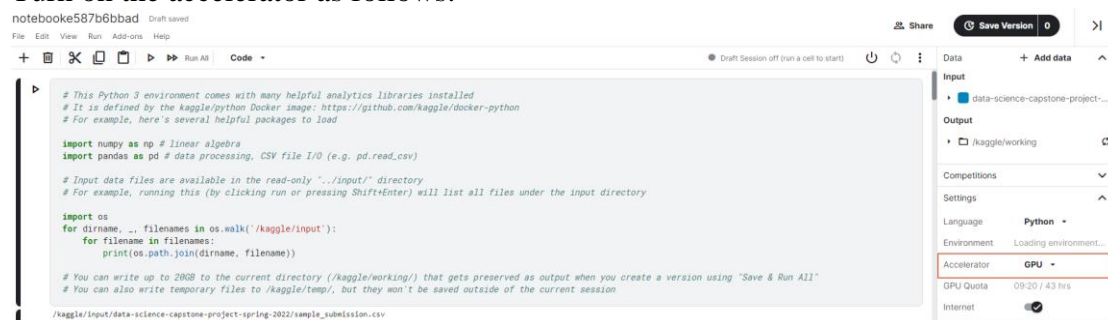 Turn on the accelerator as follows.
notebooke587b6bbad Draft saved
File Edit View Run Add-ons Help
Share
Save Version 0
Run All Code
Draft Session off (run a cell to start)
# This Python 3 environment comes with many helpful analytics libraries installed
# It is defined by the kaggle/python Docker image: https://github.com/kaggle/docker-python
# For example, here's several helpful packages to load
import numpy as np # linear algebra
import pandas as pd # data processing, CSV file I/O (e.g. pd.read_csv)
# Input data files are available in the read-only "../input/" directory
# For example, running this (by clicking run or pressing Shift+Enter) will list all files under the input directory
import os
for dirname, _, filenames in os.walk('/kaggle/input'):
for filename in filenames:
print(os.path.join(dirname, filename))
# You can write up to 20GB to the current directory (/kaggle/working/) that gets preserved as output when you create a version using "Save & Run All"
# You can also write temporary files to /kaggle/temp/, but they won't be saved outside of the current session
/kaggle/input/data-science-capstone-project-spring-2022/sample_submission.csv
Data + Add data
Input
data-science-capstone-project-...
Output
/kaggle/working
Competitions
Settings
Language Python
Environment Loading environment...
Accelerator GPU
GPU Quota 09:20 / 43 hrs
Internet